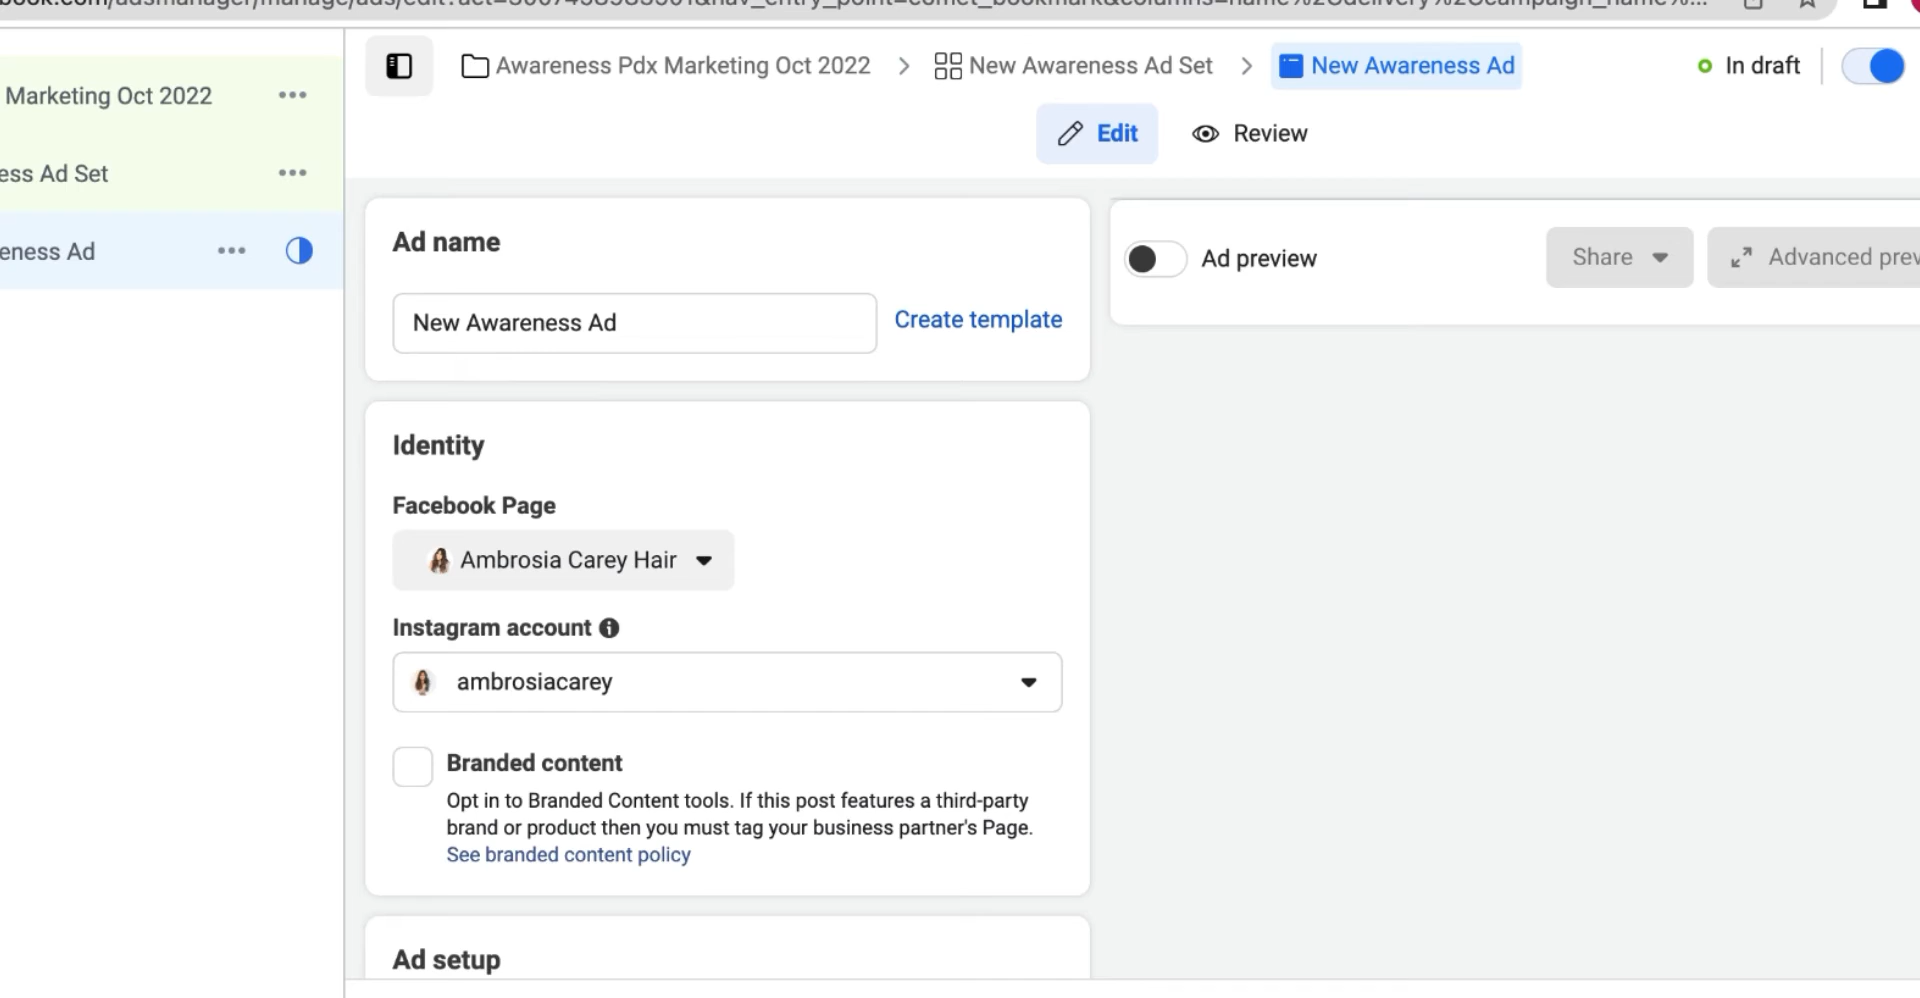 Awareness Pdx Marketing Oct 2022 New Awareness Ad Set New Awareness Ad In draft
Marketing Oct 2022
Edit Review
ess Ad Set
eness Ad
Ad name
New Awareness Ad Create template
Ad preview Share Advanced prev
Identity
Facebook Page
Ambrosia Carey Hair
Instagram account
ambrosiacarey
Branded content
Opt in to Branded Content tools. If this post features a third-party
brand or product then you must tag your business partner's Page.
See branded content policy
Ad setup